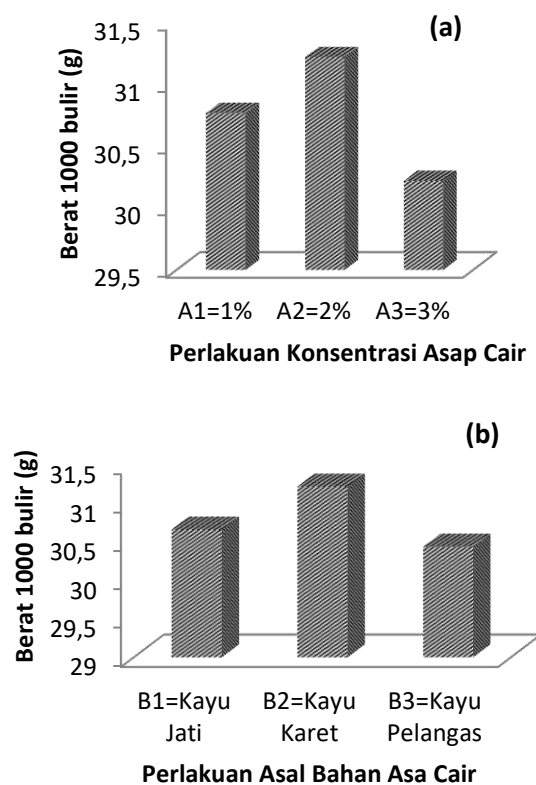 (a)
Berat 1000 bulir (g)
31,5
31
30,5
30
29,5
A1=1% A2=2% A3=3%
Perlakuan Konsentrasi Asap Cair
(b)
Berat 1000 bulir (g)
31,5
31
30,5
30
29,5
29
B1=Kayu B2=Kayu B3=Kayu
Jati Karet Pelangas
Perlakuan Asal Bahan Asa Cair